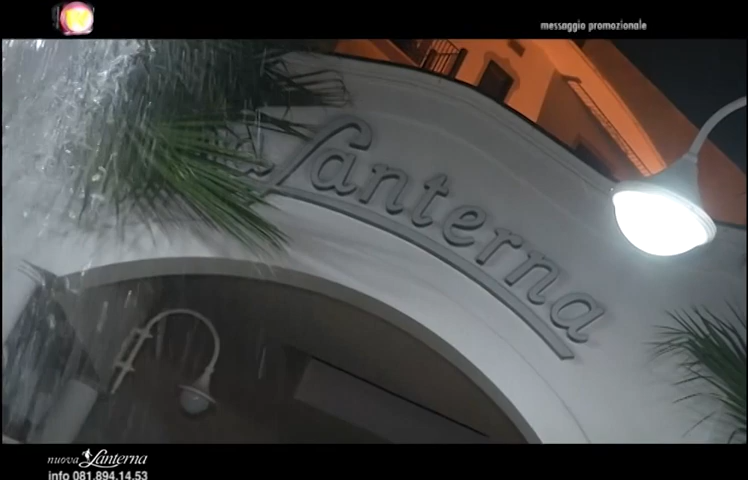 messaggio promozionale
a Lanterna
nuova Lanterna
info 081.894.14.53